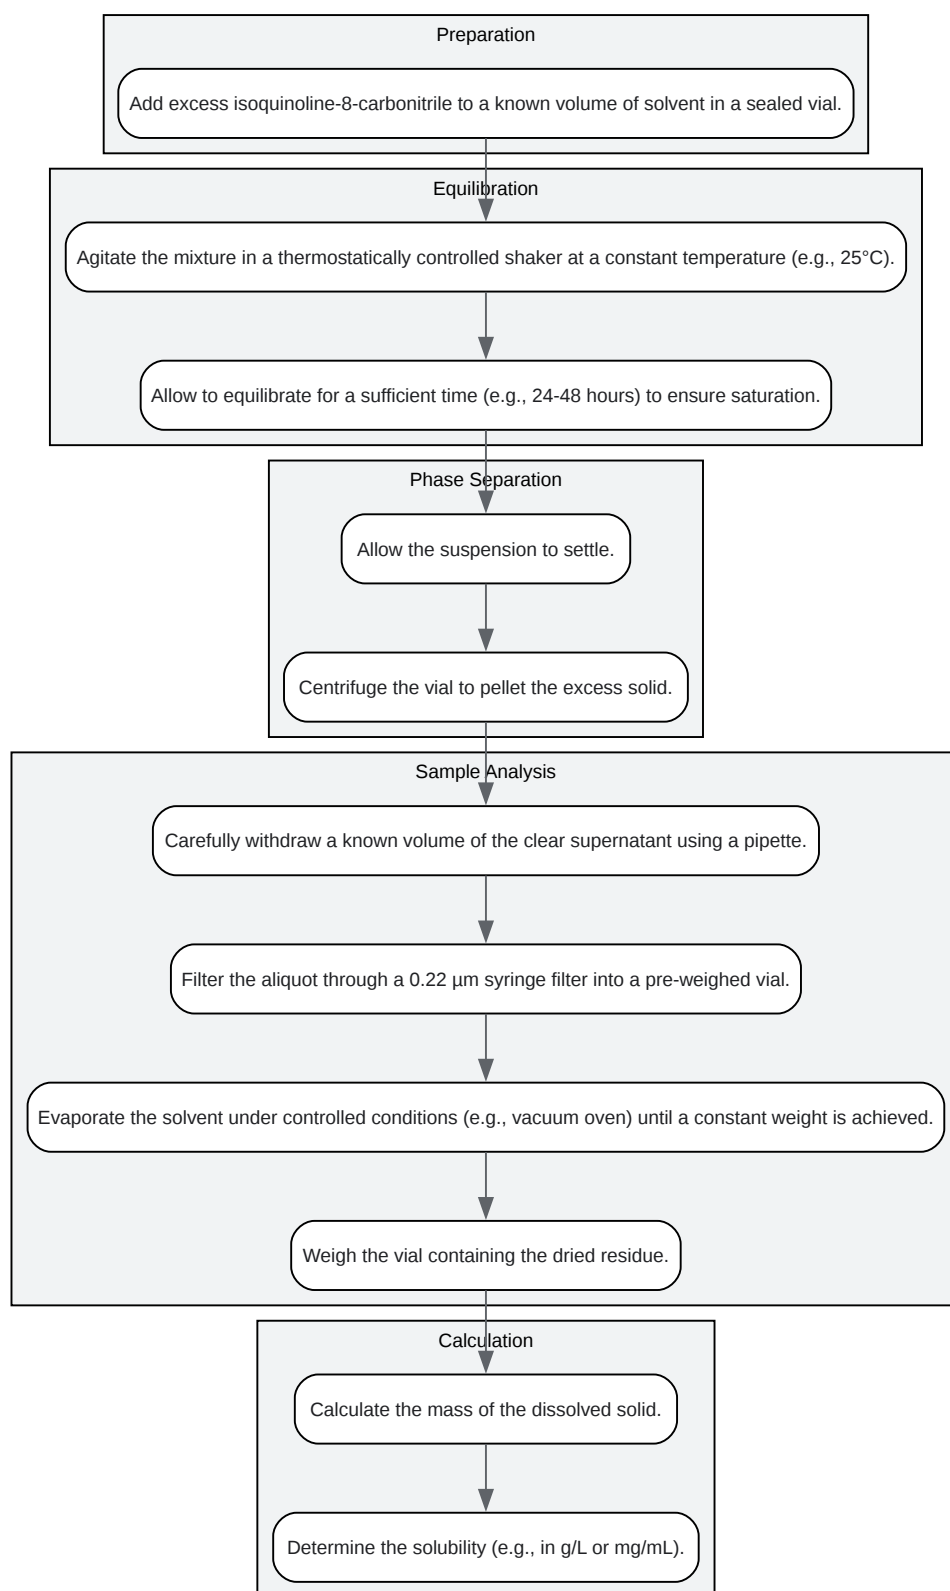 Preparation
Add excess isoquinoline-8-carbonitrile to a known volume of solvent in a sealed vial.
Equilibration
Agitate the mixture in a thermostatically controlled shaker at a constant temperature (e.g., 25°C).
Allow to equilibrate for a sufficient time (e.g., 24-48 hours) to ensure saturation.
Phase Separation
Allow the suspension to settle.
Centrifuge the vial to pellet the excess solid.
Sample Analysis
Carefully withdraw a known volume of the clear supernatant using a pipette.
Filter the aliquot through a 0.22 µm syringe filter into a pre-weighed vial.
Evaporate the solvent under controlled conditions (e.g., vacuum oven) until a constant weight is achieved.
Weigh the vial containing the dried residue.
Calculation
Calculate the mass of the dissolved solid.
Determine the solubility (e.g., in g/L or mg/mL).